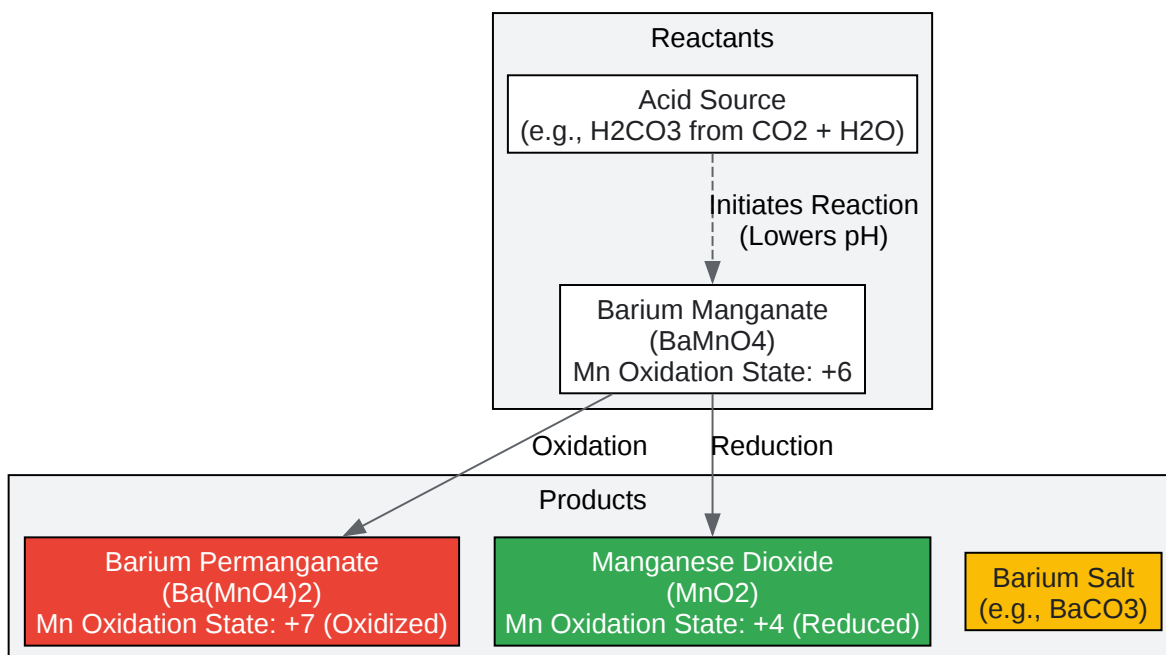 Reactants
Acid Source
(e.g., H2CO3 from CO2 + H2O)
Initiates Reaction
(Lowers pH)
Barium Manganate
(BaMnO4)
Mn Oxidation State: +6
Oxidation
Reduction
Products
Barium Permanganate
(Ba(MnO4)2)
Mn Oxidation State: +7 (Oxidized)
Manganese Dioxide
(MnO2)
Mn Oxidation State: +4 (Reduced)
Barium Salt
(e.g., BaCO3)